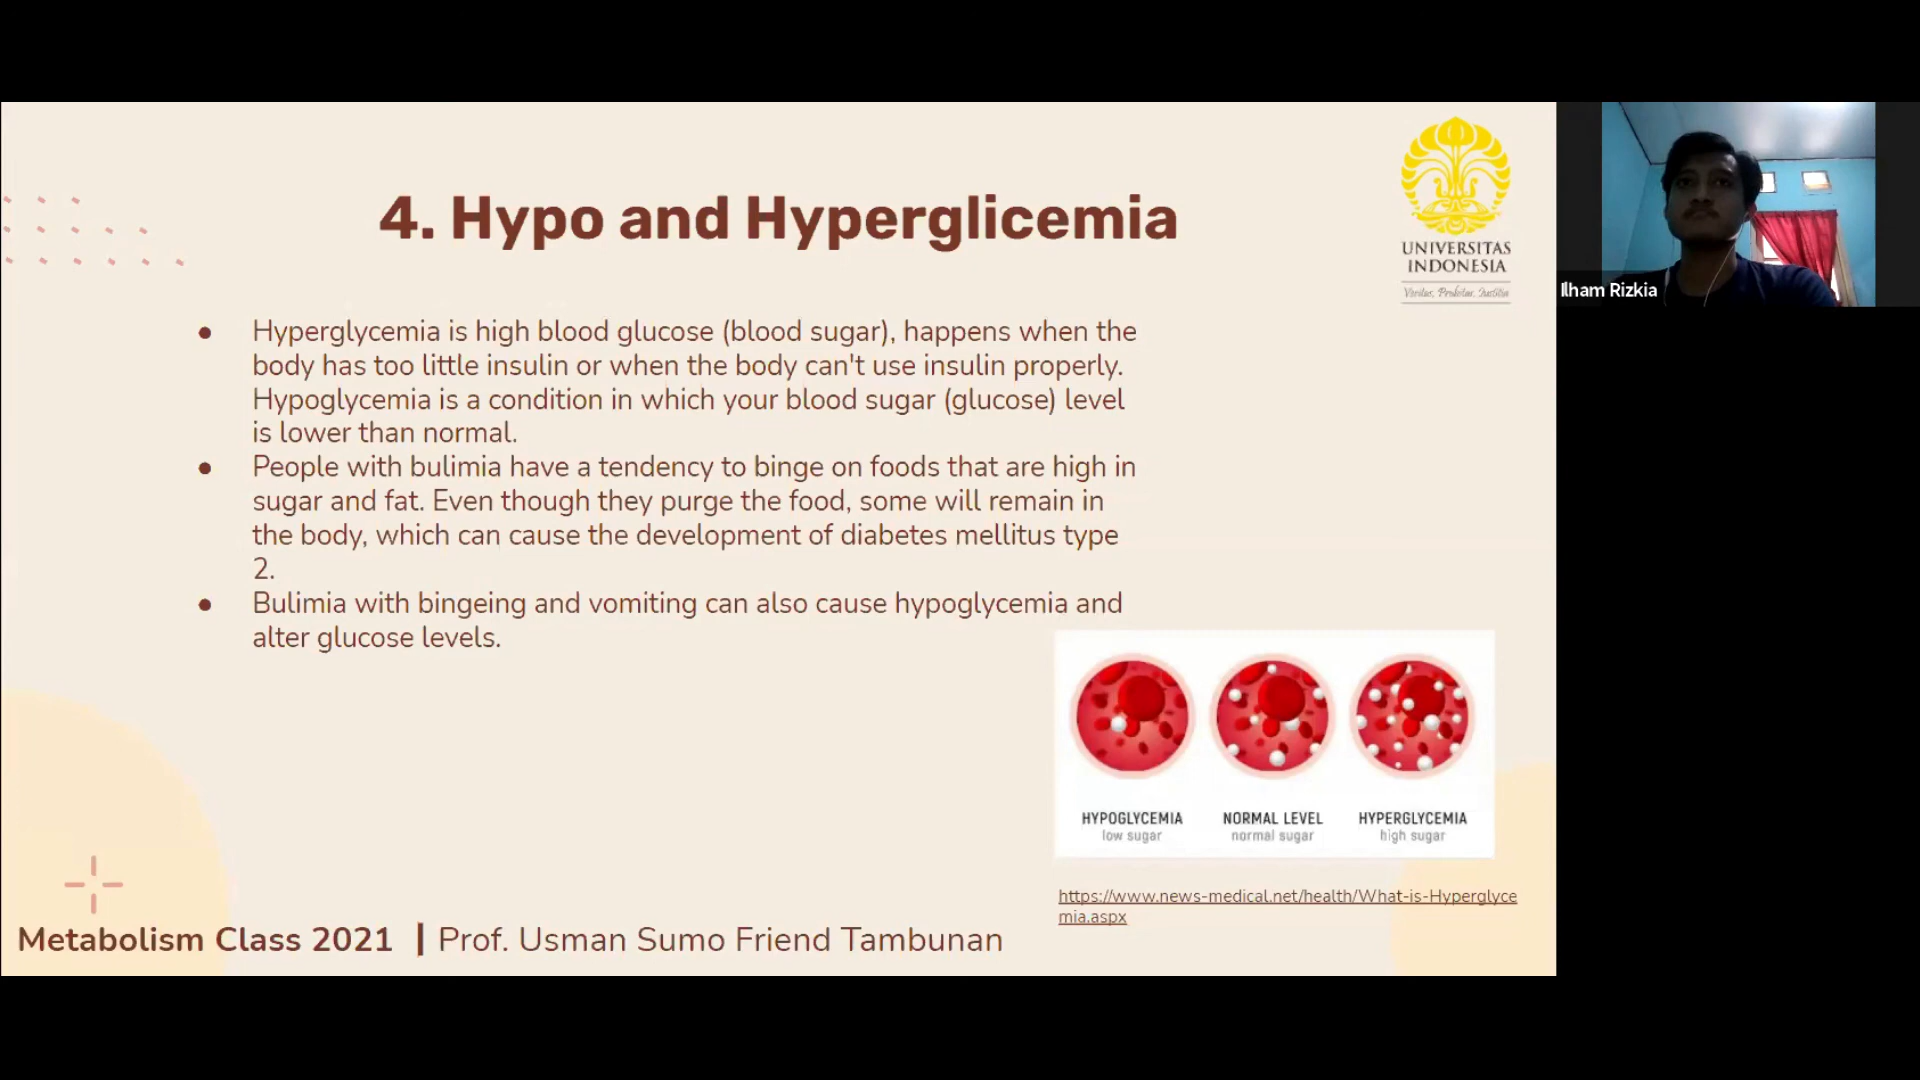 4. Hypo and Hyperglicemia
UNIVERSITAS
INDONESIA
Veritas, Probitas, Iustitia
Ilham Rizkia
● Hyperglycemia is high blood glucose (blood sugar), happens when the
body has too little insulin or when the body can't use insulin properly.
Hypoglycemia is a condition in which your blood sugar (glucose) level
is lower than normal.
● People with bulimia have a tendency to binge on foods that are high in
sugar and fat. Even though they purge the food, some will remain in
the body, which can cause the development of diabetes mellitus type
2.
● Bulimia with bingeing and vomiting can also cause hypoglycemia and
alter glucose levels.
HYPOGLYCEMIA NORMAL LEVEL HYPERGLYCEMIA
low sugar normal sugar high sugar
https://www.news-medical.net/health/What-is-Hyperglyce
mia.aspx
Metabolism Class 2021 | Prof. Usman Sumo Friend Tambunan